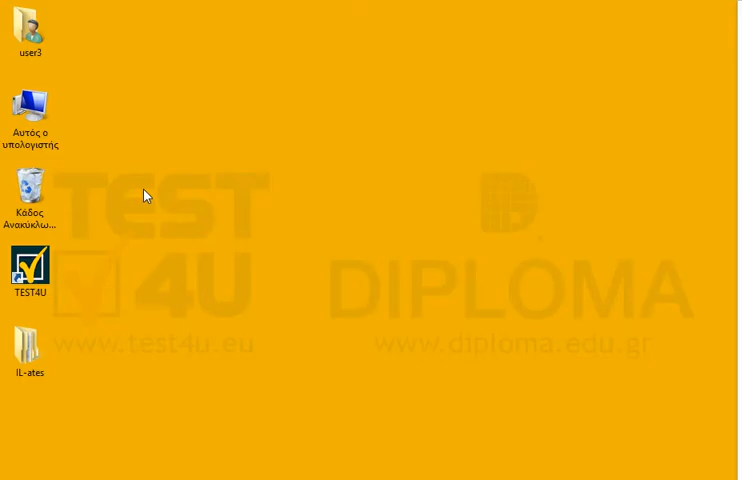 user3
Αυτός ο
υπολογιστής
Κάδος
Ανακύκλω...
TEST4U
IL-ates
TEST
4U
www.test4u.eu
DIPLOMA
www.diploma.edu.gr